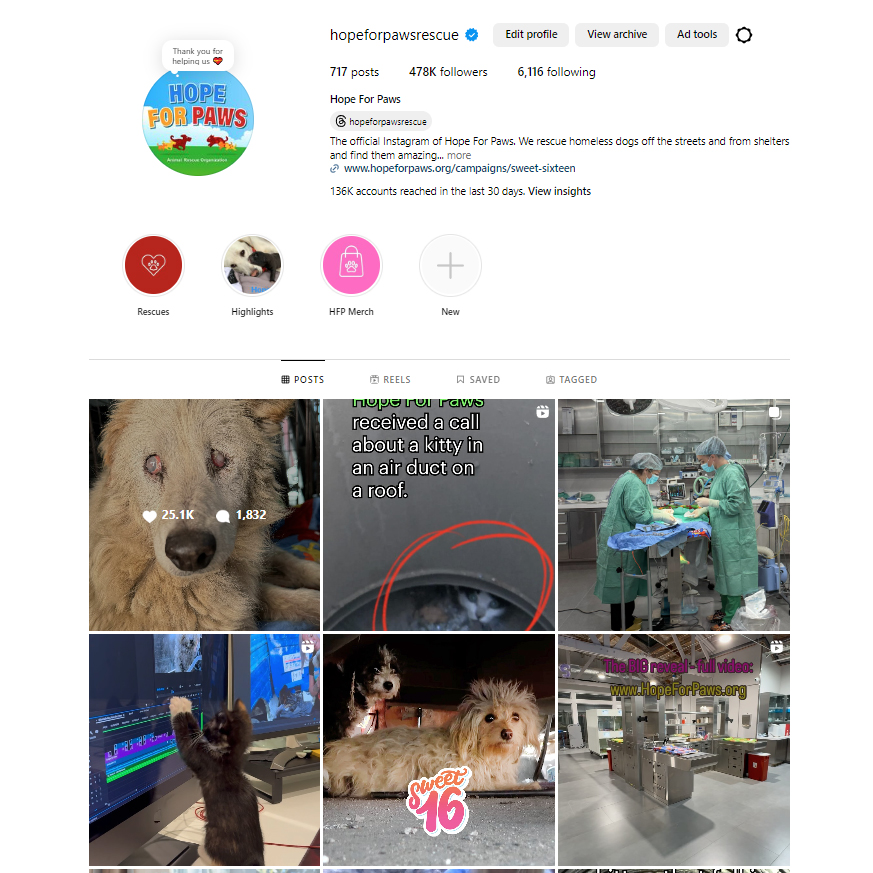 Thank you for
helping us
HOPE
FOR PAWS
Animal Rescue Organization
hopeforpawsrescue
Edit profile
View archive
Ad tools
717 posts
478K followers
6,116 following
Hope For Paws
hopeforpawsrescue
The official Instagram of Hope For Paws. We rescue homeless dogs off the streets and from shelters
and find them amazing... more
www.hopeforpaws.org/campaigns/sweet-sixteen
136K accounts reached in the last 30 days. View insights
Rescues
Highlights
HFP Merch
New
POSTS
REELS
SAVED
TAGGED
25.1K
1,832
Hope For Paws
received a call
about a kitty in
an air duct on
a roof.
Sweet
16
The BIG reveal - full video:
www.HopeForPaws.org